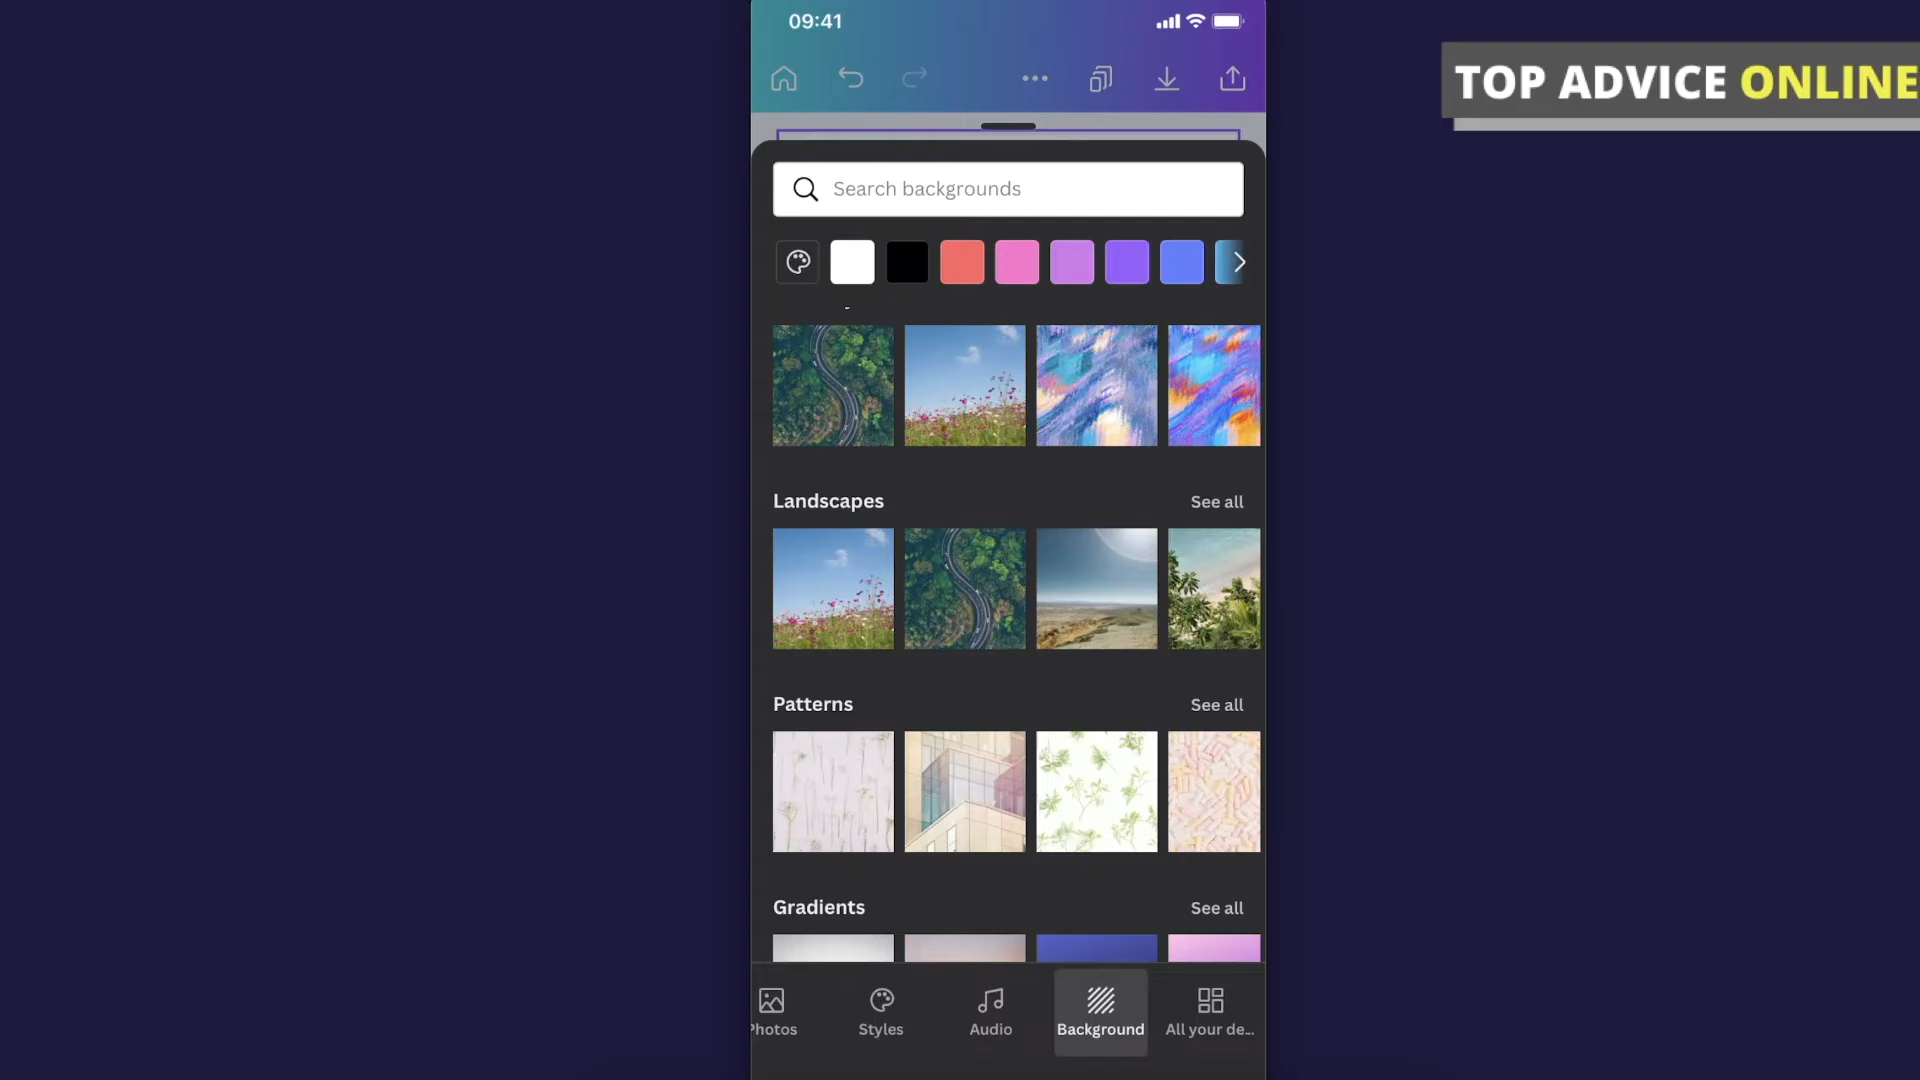 09:41
TOP ADVICE ONLINE
Search backgrounds
Landscapes See all
Patterns See all
Gradients See all
Photos Styles Audio Background All your de...